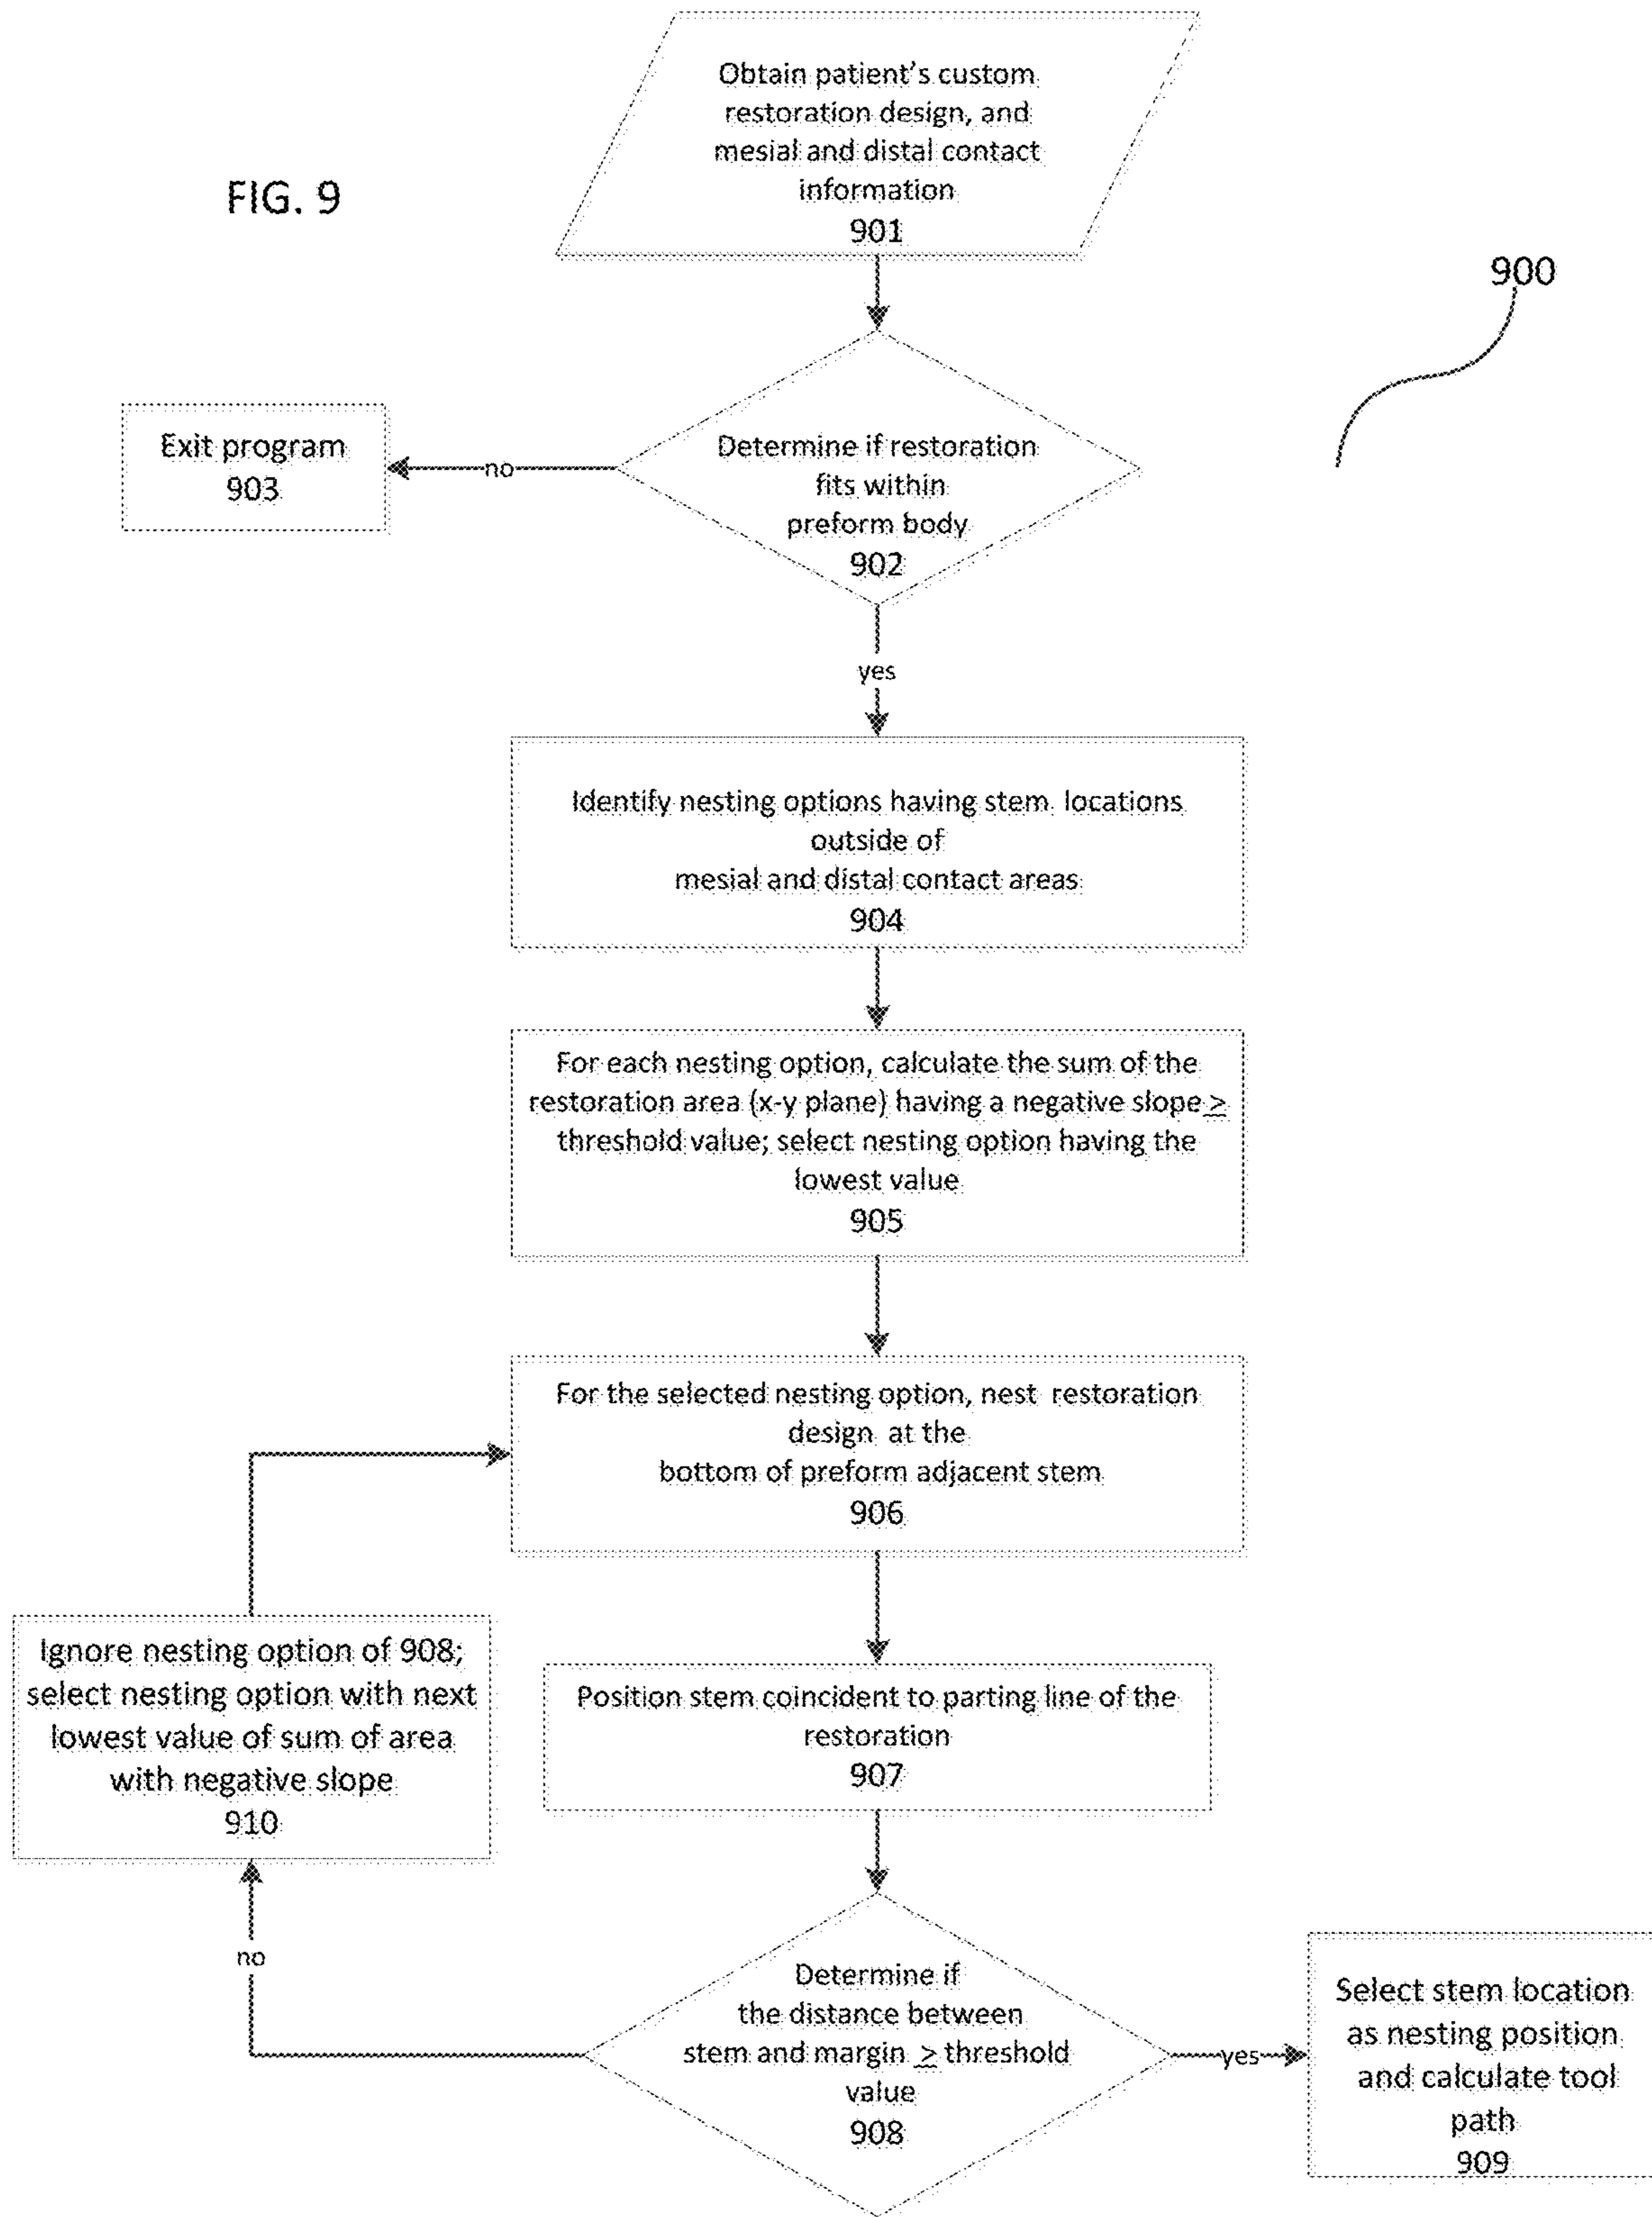 FIG. 9
Obtain patient's custom
restoration design, and
mesial and distal contact
information
901
900
Determine if restoration
fits within
preform body
902
no
Exit program
903
yes
Identify nesting options having stem locations
outside of
mesial and distal contact areas
904
For each nesting option, calculate the sum of the
restoration area (x-y plane) having a negative slope ≥
threshold value; select nesting option having the
lowest value
905
For the selected nesting option, nest restoration
design at the
bottom of preform adjacent stem
906
Position stem coincident to parting line of the
restoration
907
Determine if
the distance between
stem and margin ≥ threshold
value
908
no
Ignore nesting option of 908;
select nesting option with next
lowest value of sum of area
with negative slope
910
yes
Select stem location
as nesting position
and calculate tool
path
909